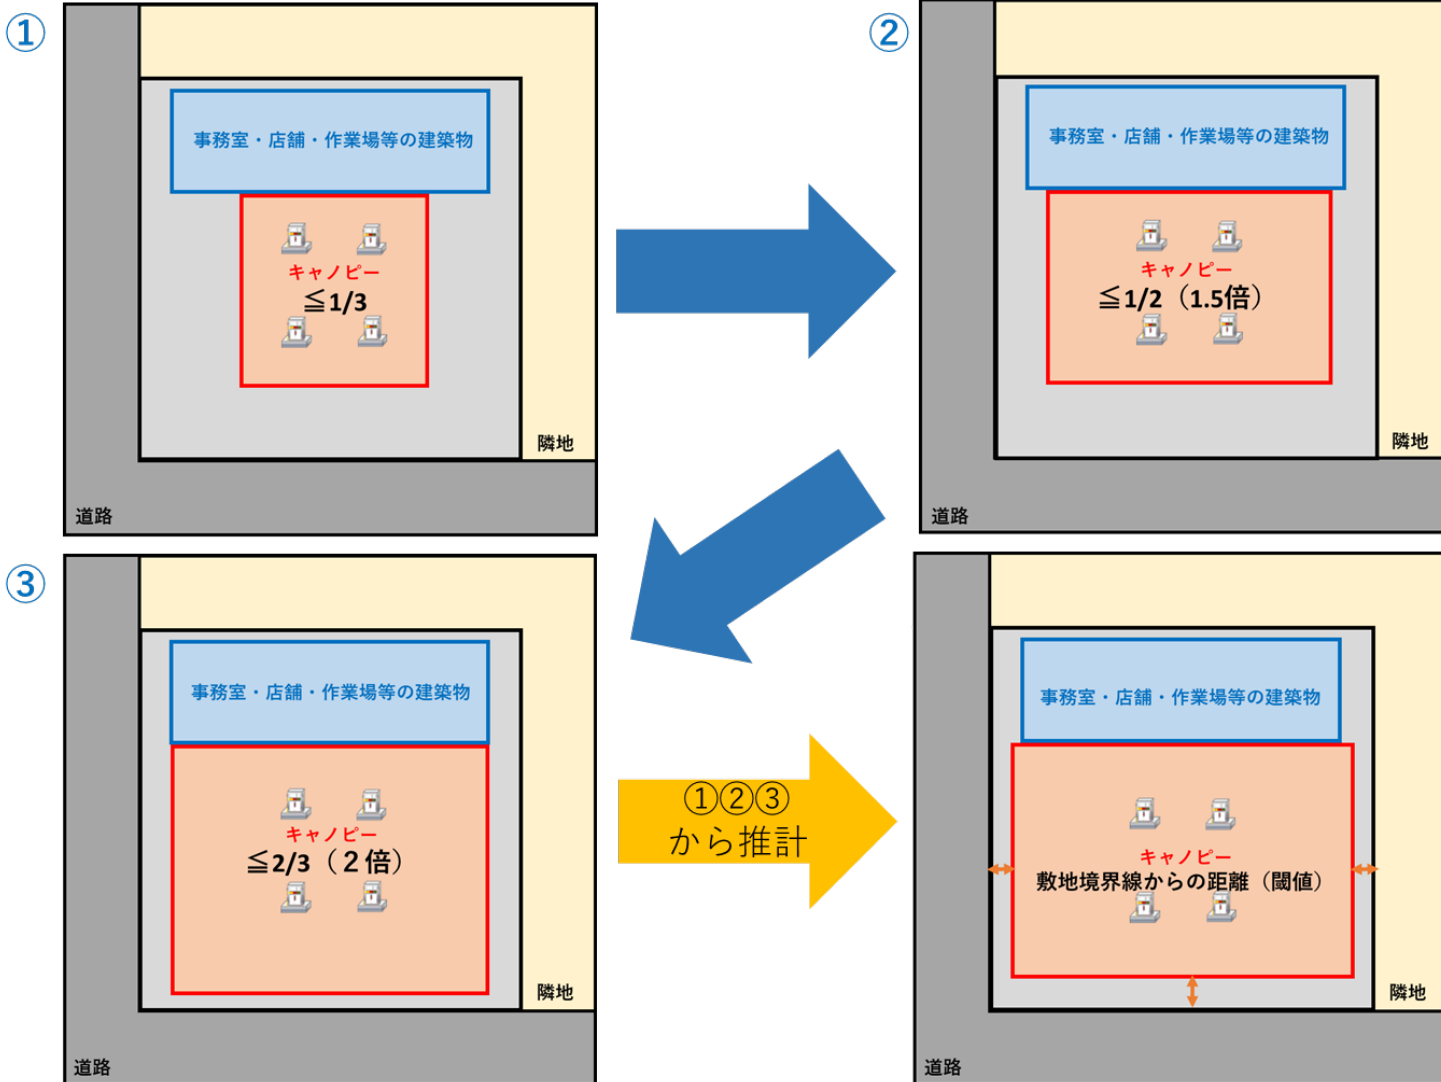 ①
事務室・店舗・作業場等の建築物
キャノピー
≦1/3
隣地
道路
②
事務室・店舗・作業場等の建築物
キャノピー
≦1/2（1.5倍）
隣地
道路
③
事務室・店舗・作業場等の建築物
キャノピー
≦2/3（２倍）
隣地
道路
①②③
から推計
事務室・店舗・作業場等の建築物
キャノピー
敷地境界線からの距離（閾値）
隣地
道路